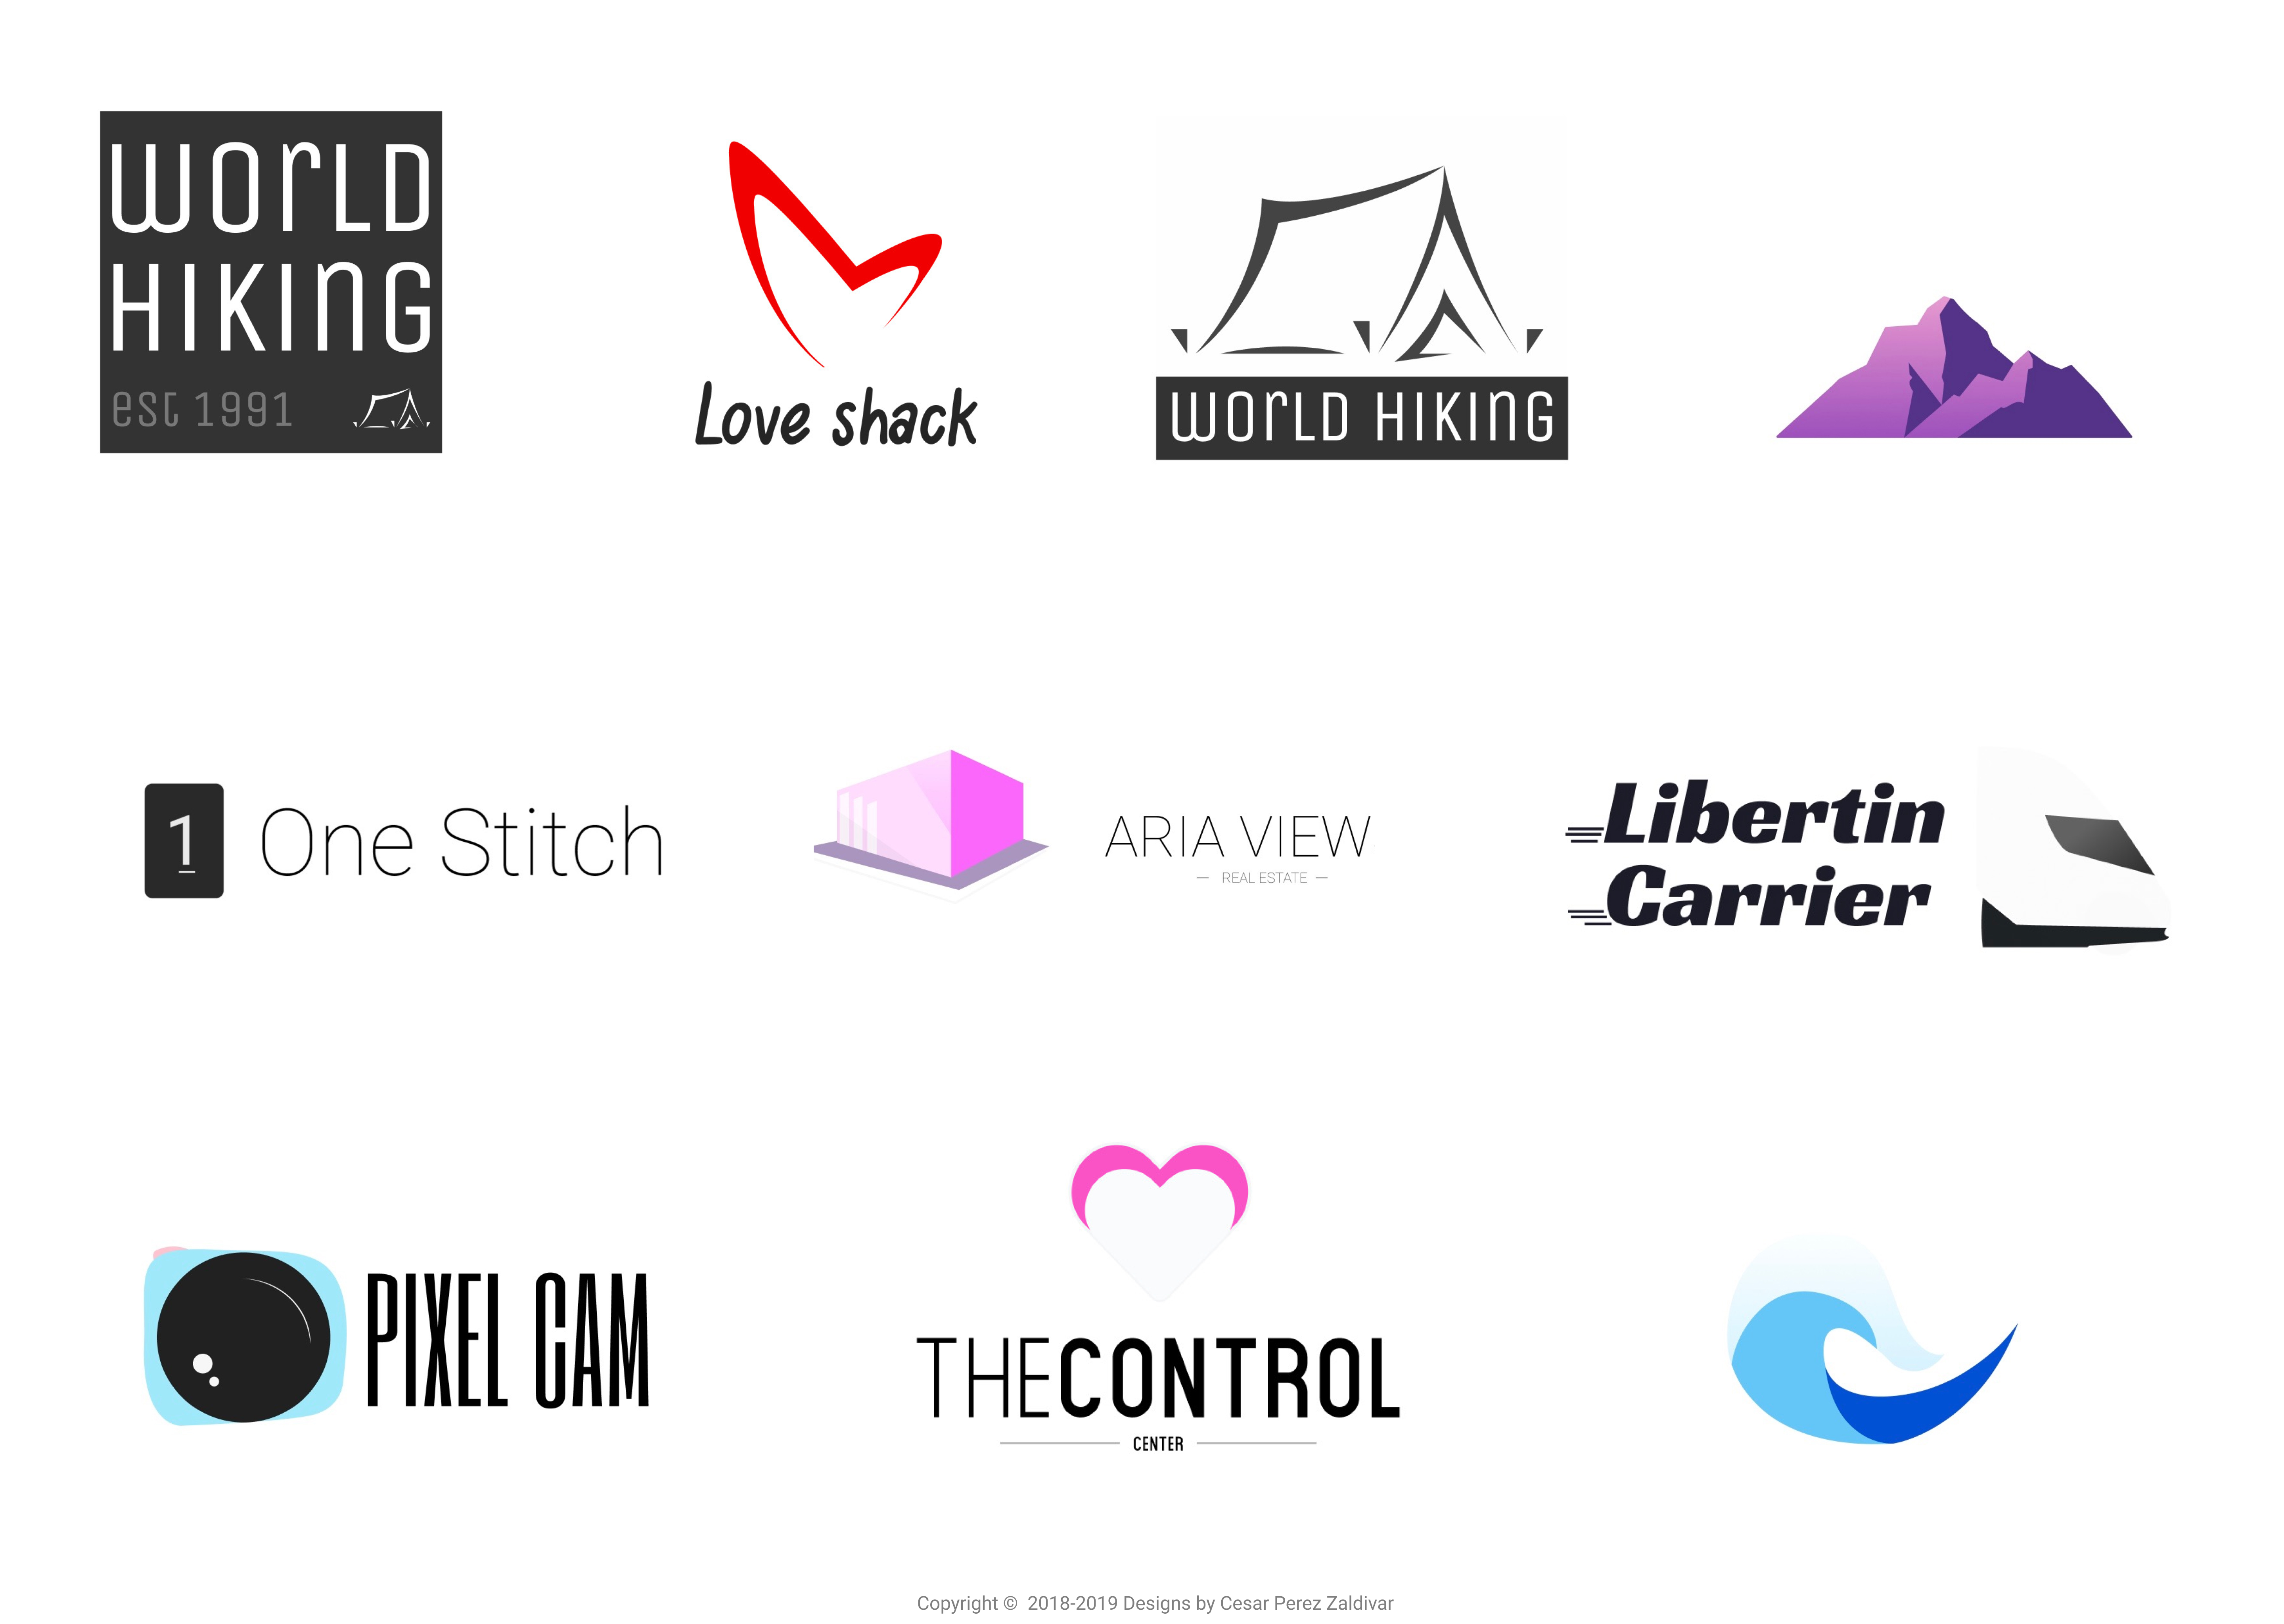 WORLD
HIKING
est 1991
Love shack
WORLD HIKING
1
One Stitch
ARIA VIEW
— REAL ESTATE —
Libertin
Carrier
PIXEL CAM
THECONTROL
CENTER
Copyright © 2018-2019 Designs by Cesar Perez Zaldivar